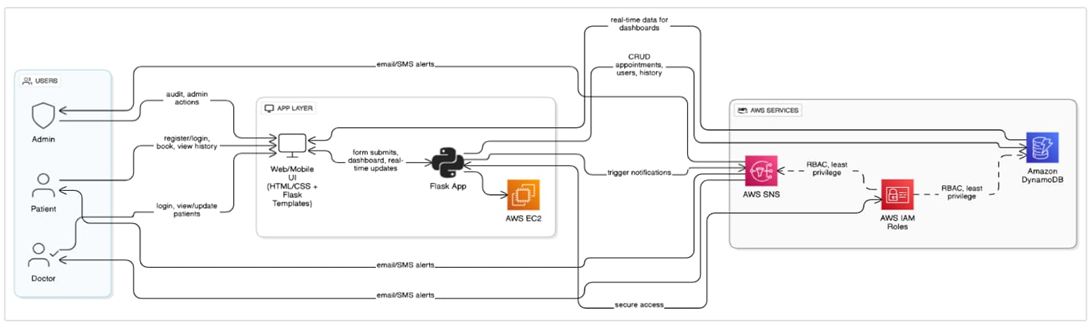 real-time data for
dashboards
CRUD
appointments,
users, history
email/SMS alerts
USERS
audit, admin
actions
Admin
APP LAYER
AWS SERVICES
register/login,
book, view history
form submits,
dashboard, real-
time updates
Web/Mobile
UI
(HTML/CSS +
Flask
Templates)
Flask App
trigger notifications
RBAC, least
privilege
Amazon
DynamoDB
AWS SNS
RBAC, least
privilege
Patient
login, view/update
patients
AWS EC2
AWS IAM
Roles
email/SMS alerts
Doctor
email/SMS alerts
secure access